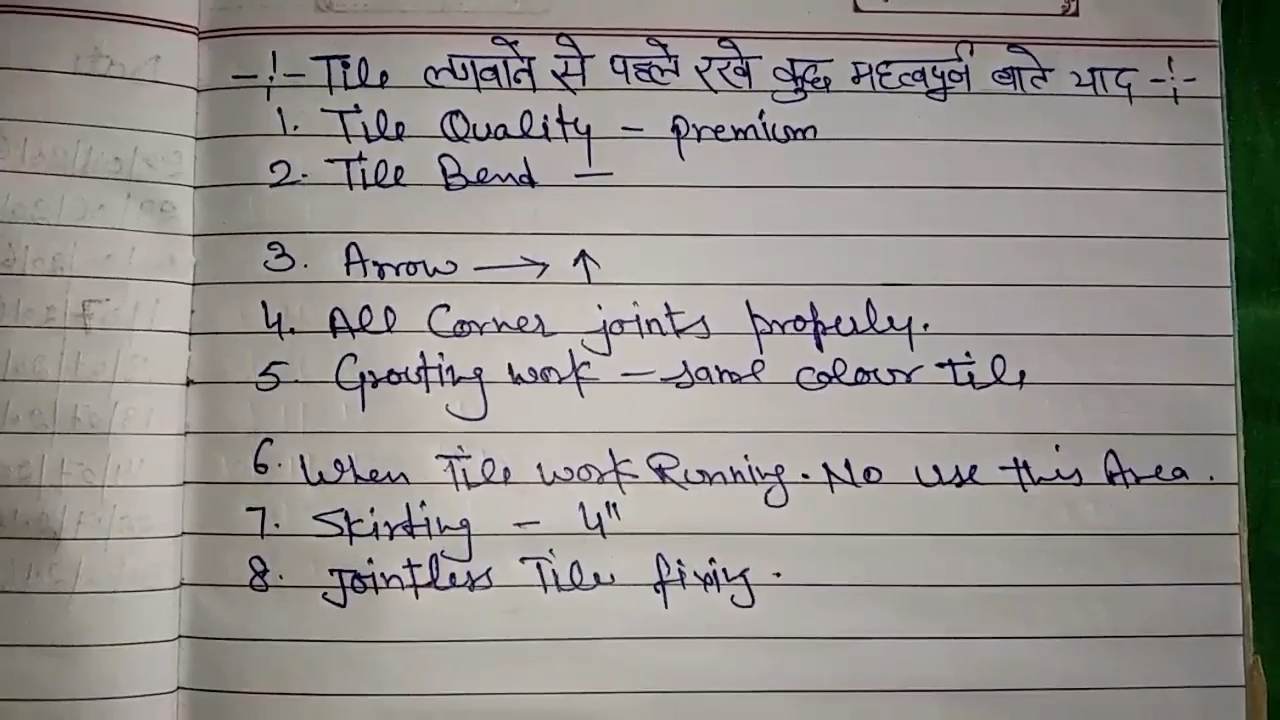 -:- Tile लगवाने से पहले रखे कुछ महत्वपूर्न बाते याद -:-
1. Tile Quality - premium
2. Tile Bend -
3. Arrow → ↑
4. All Corner joints properly.
5. Grouting work - same colour tile
6. When Tile work Running. No use this Area.
7. Skirting - 4"
8. Jointless Tile fixing.